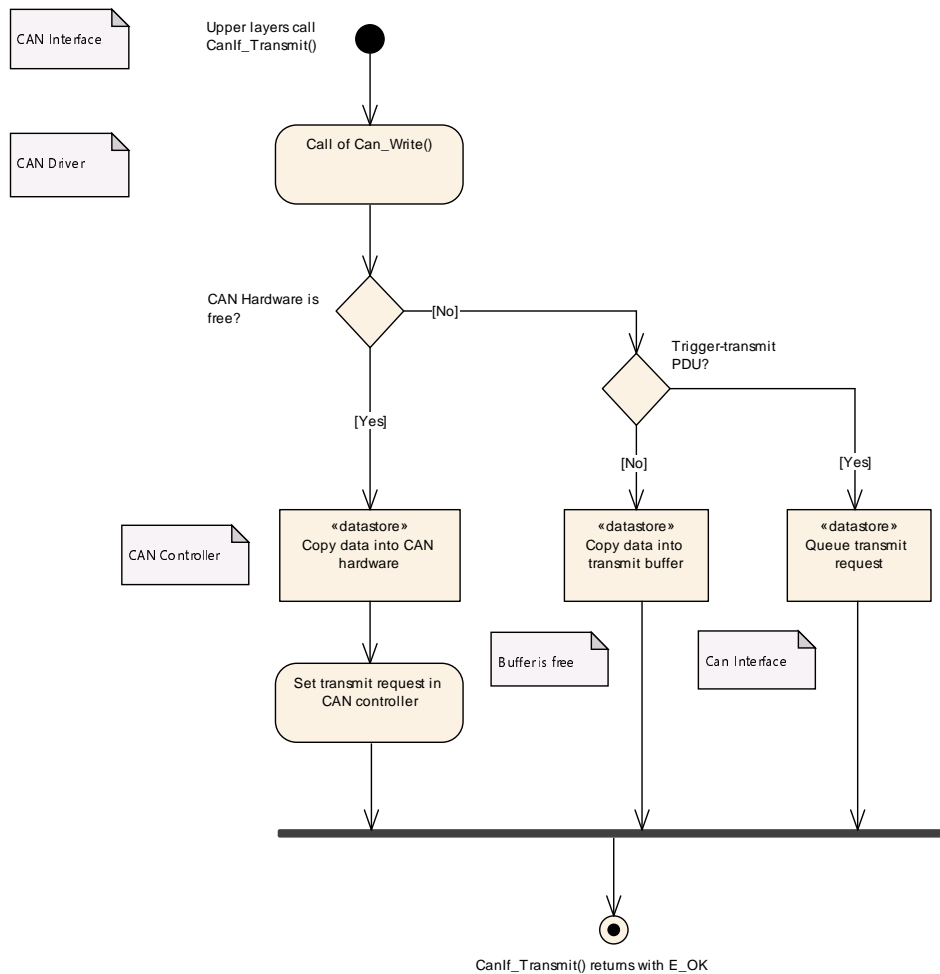 CAN Interface
Upper layers call
CanIf_Transmit()
CAN Driver
Call of Can_Write()
CAN Hardware is
free?
[No]
Trigger-transmit
PDU?
[Yes]
[No]
[Yes]
CAN Controller
«datastore»
Copy data into CAN
hardware
«datastore»
Copy data into
transmit buffer
«datastore»
Queue transmit
request
Buffer is free
Can Interface
Set transmit request in
CAN controller
CanIf_Transmit() returns with E_OK